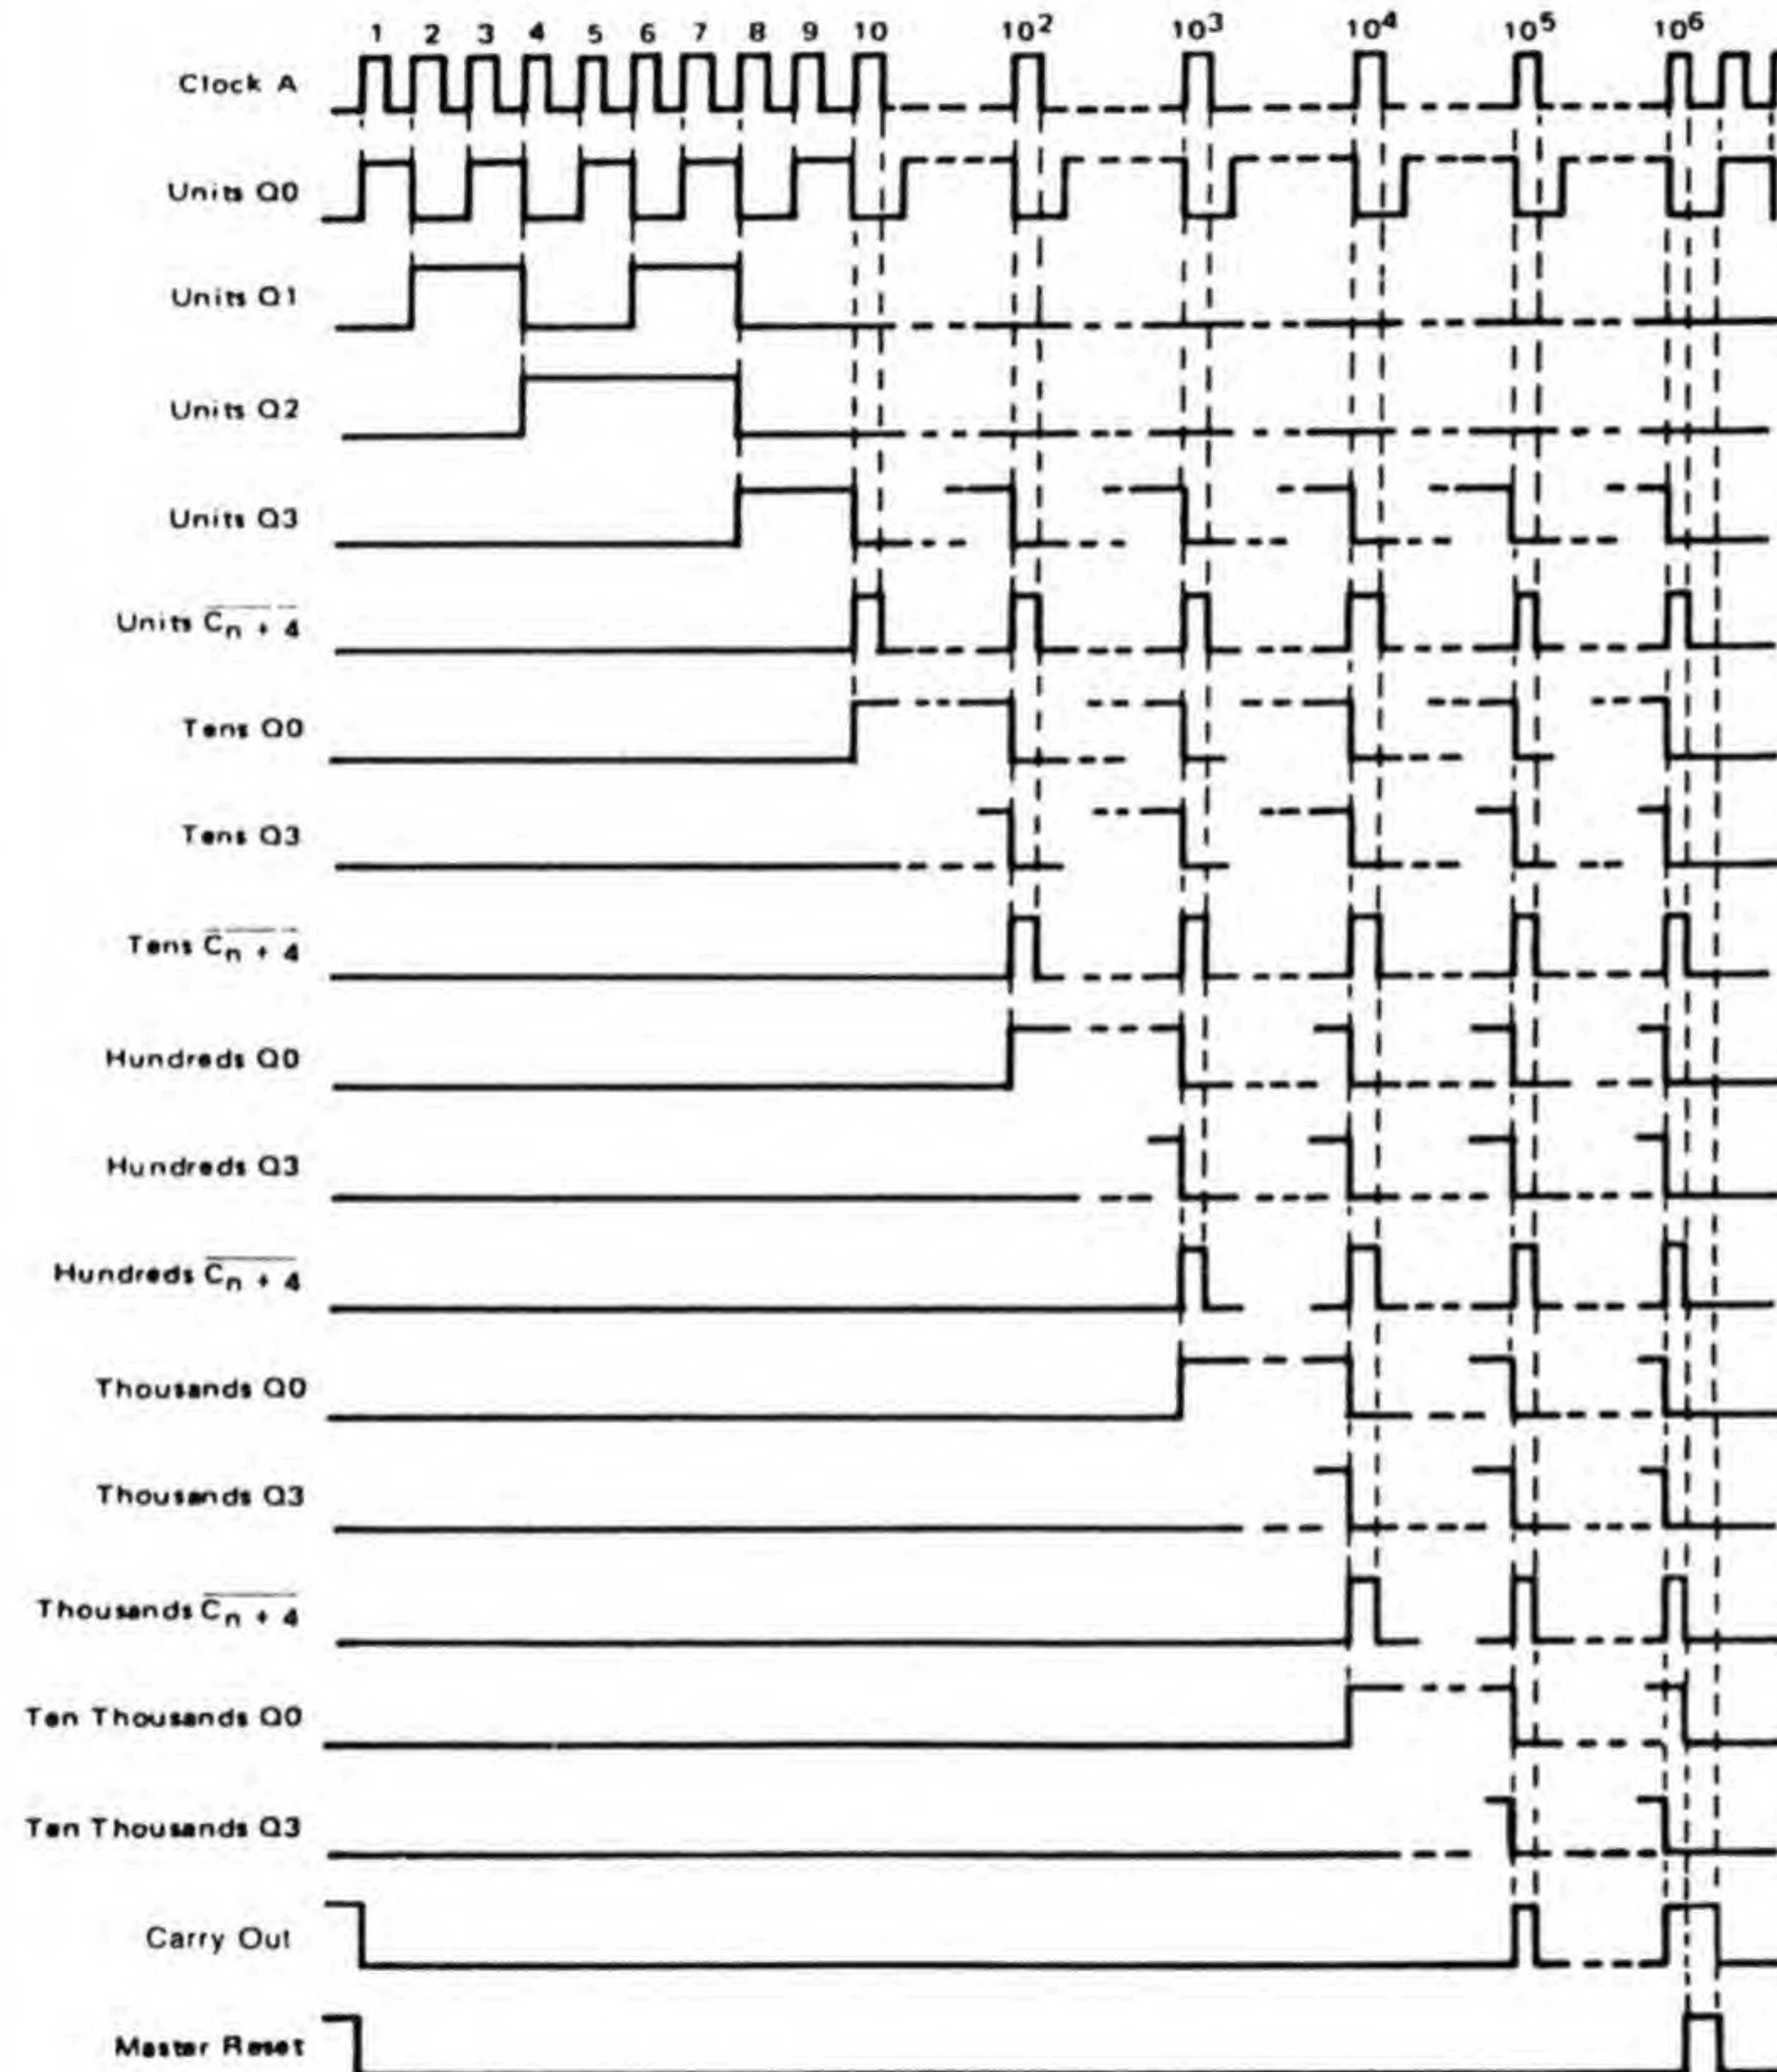 1 2 3 4 5 6 7 8 9 10 10² 10³ 10⁴ 10⁵ 10⁶
Clock A
Units Q0
Units Q1
Units Q2
Units Q3
Units C̅n + 4
Tens Q0
Tens Q3
Tens C̅n + 4
Hundreds Q0
Hundreds Q3
Hundreds C̅n + 4
Thousands Q0
Thousands Q3
Thousands C̅n + 4
Ten Thousands Q0
Ten Thousands Q3
Carry Out
Master Reset